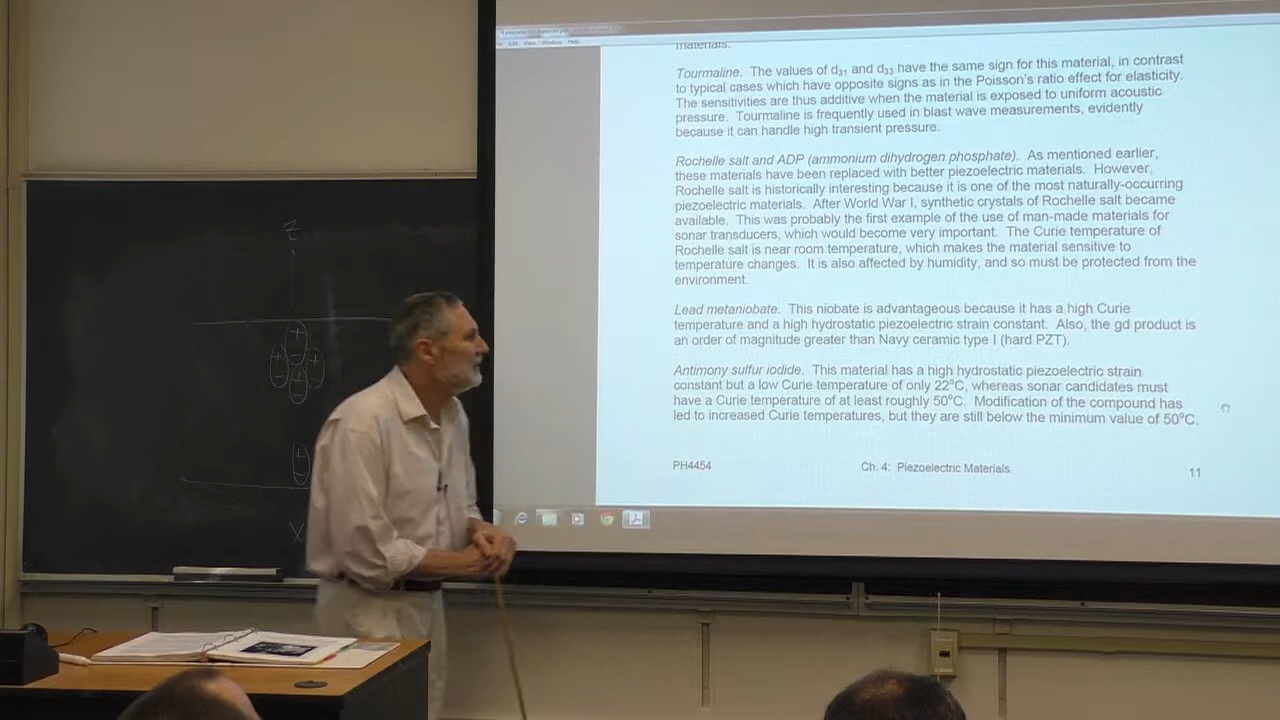 View Window Help
materials.
Tourmaline. The values of d31 and d33 have the same sign for this material, in contrast
to typical cases which have opposite signs as in the Poisson's ratio effect for elasticity.
The sensitivities are thus additive when the material is exposed to uniform acoustic
pressure. Tourmaline is frequently used in blast wave measurements, evidently
because it can handle high transient pressure.
Rochelle salt and ADP (ammonium dihydrogen phosphate). As mentioned earlier,
these materials have been replaced with better piezoelectric materials. However,
Rochelle salt is historically interesting because it is one of the most naturally-occurring
piezoelectric materials. After World War I, synthetic crystals of Rochelle salt became
available. This was probably the first example of the use of man-made materials for
sonar transducers, which would become very important. The Curie temperature of
Rochelle salt is near room temperature, which makes the material sensitive to
temperature changes. It is also affected by humidity, and so must be protected from the
environment.
Lead metaniobate. This niobate is advantageous because it has a high Curie
temperature and a high hydrostatic piezoelectric strain constant. Also, the gd product is
an order of magnitude greater than Navy ceramic type I (hard PZT).
Antimony sulfur iodide. This material has a high hydrostatic piezoelectric strain
constant but a low Curie temperature of only 22°C, whereas sonar candidates must
have a Curie temperature of at least roughly 50°C. Modification of the compound has
led to increased Curie temperatures, but they are still below the minimum value of 50°C.
PH4454 Ch. 4: Piezoelectric Materials 11
Z
X